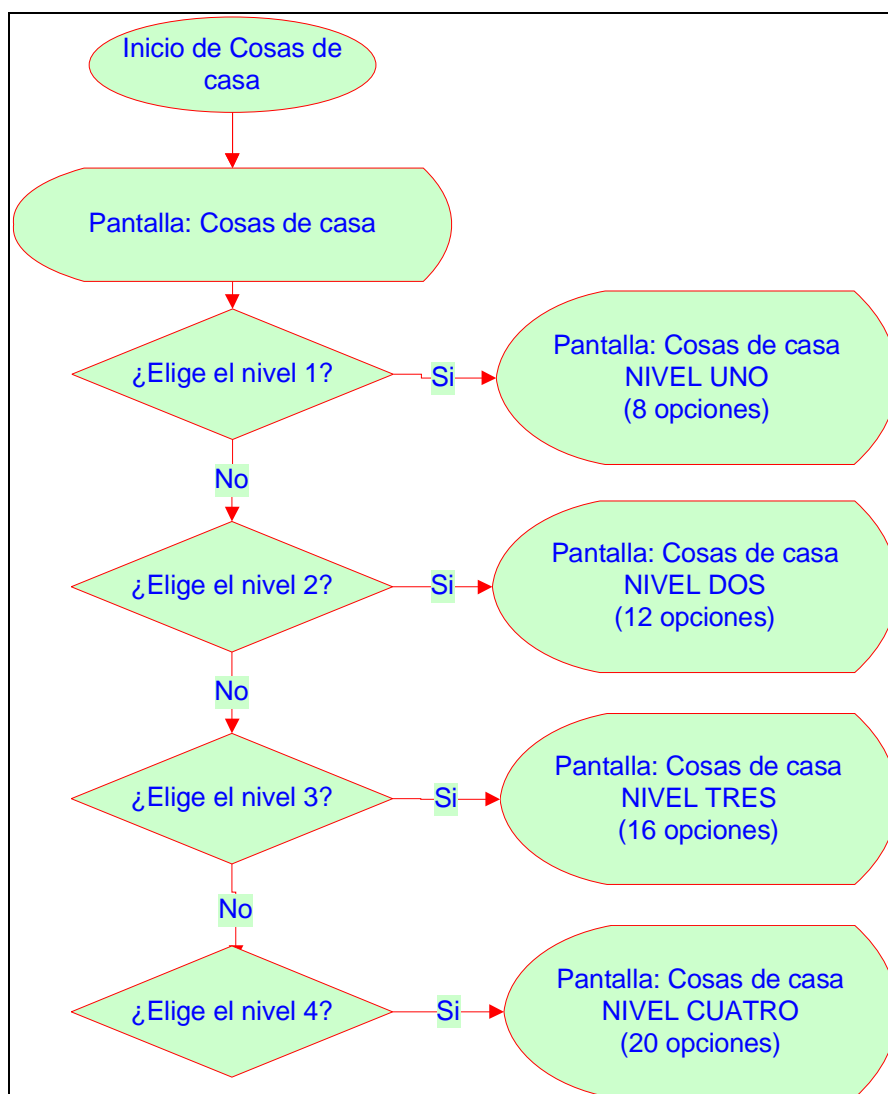 Inicio de Cosas de
casa
Pantalla: Cosas de casa
¿Elige el nivel 1?
Si
Pantalla: Cosas de casa
NIVEL UNO
(8 opciones)
No
¿Elige el nivel 2?
Si
Pantalla: Cosas de casa
NIVEL DOS
(12 opciones)
No
¿Elige el nivel 3?
Si
Pantalla: Cosas de casa
NIVEL TRES
(16 opciones)
No
¿Elige el nivel 4?
Si
Pantalla: Cosas de casa
NIVEL CUATRO
(20 opciones)